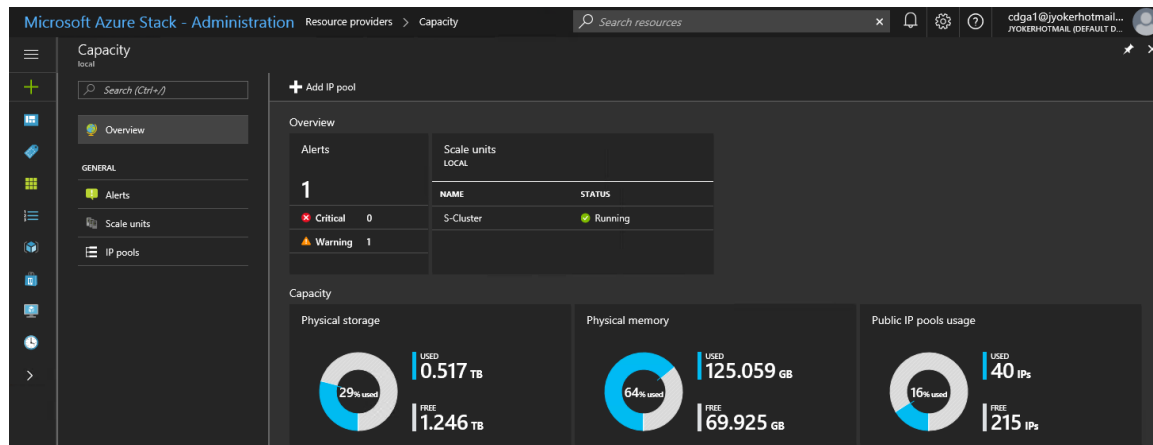 Microsoft Azure Stack - Administration Resource providers > Capacity Search resources cdga1@jyokerhotmail...
JYOKERHOTMAIL (DEFAULT D...
Capacity
local
Search (Ctrl+/)
Overview
GENERAL
Alerts
Scale units
IP pools
Add IP pool
Overview
Alerts
1
Critical 0
Warning 1
Scale units
LOCAL
NAME STATUS
S-Cluster Running
Capacity
Physical storage
29% used
USED
0.517 TB
FREE
1.246 TB
Physical memory
64% used
USED
125.059 GB
FREE
69.925 GB
Public IP pools usage
16% used
USED
40 IPs
FREE
215 IPs